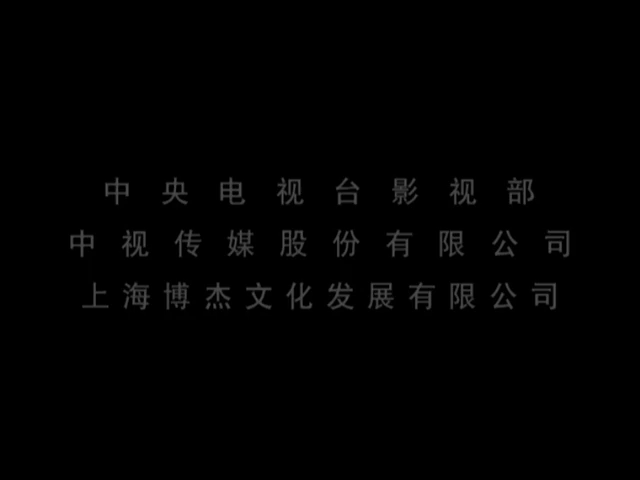 中央电视台影视部
中视传媒股份有限公司
上海博杰文化发展有限公司